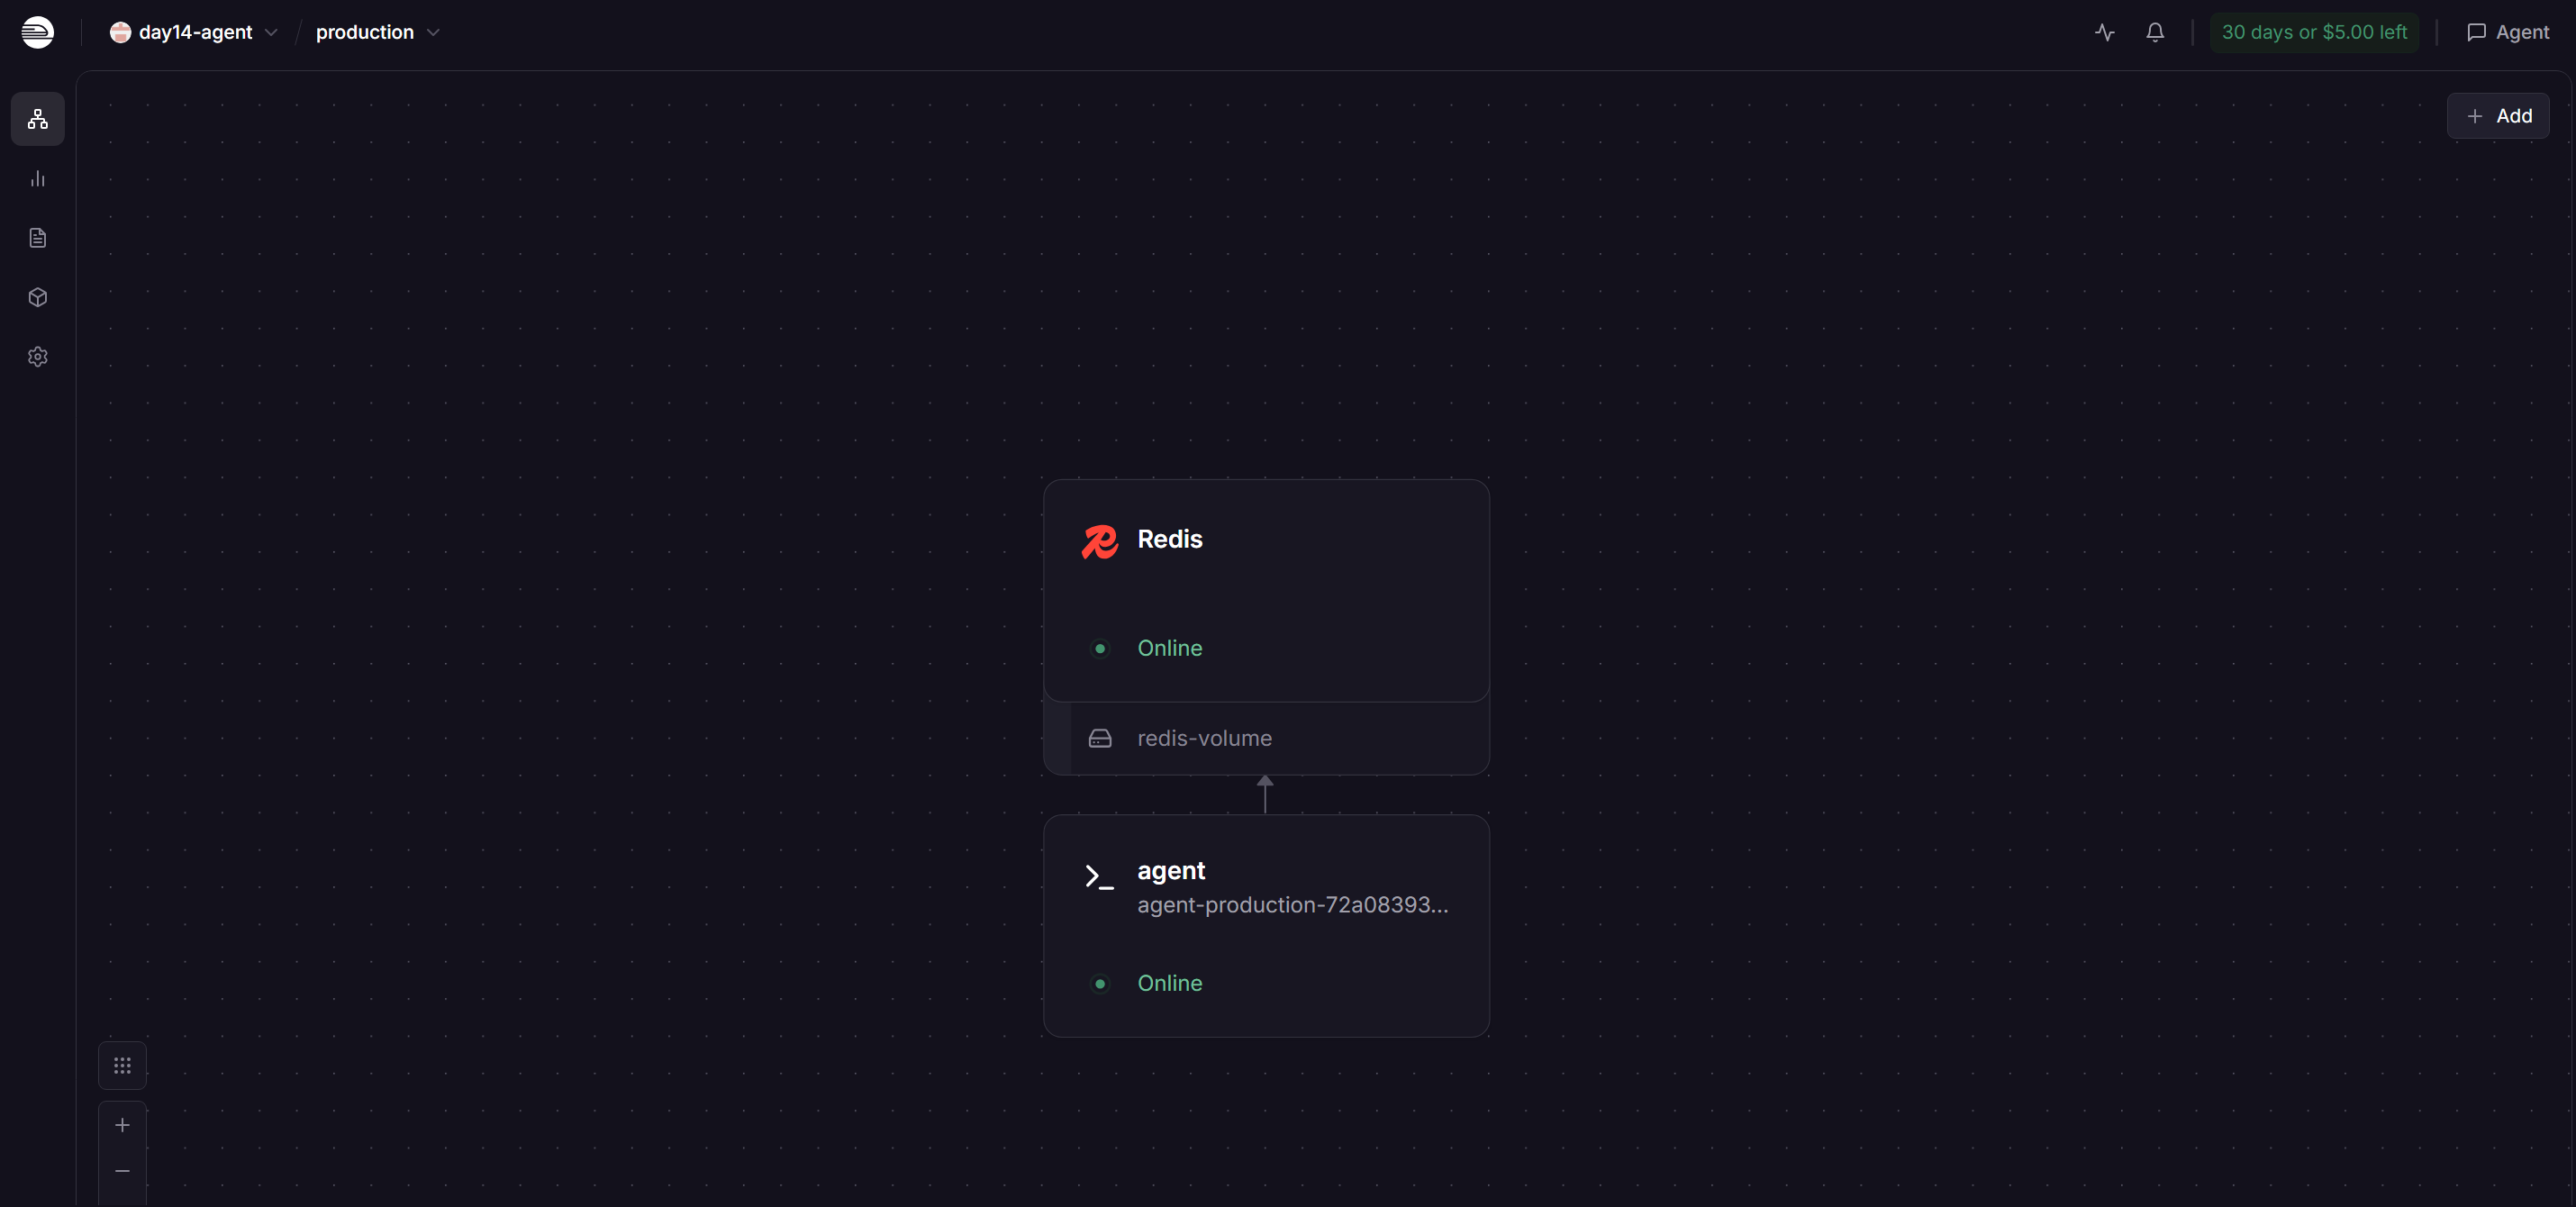 day14-agent
production
30 days or $5.00 left
Agent
Add
Redis
Online
redis-volume
agent
agent-production-72a08393...
Online